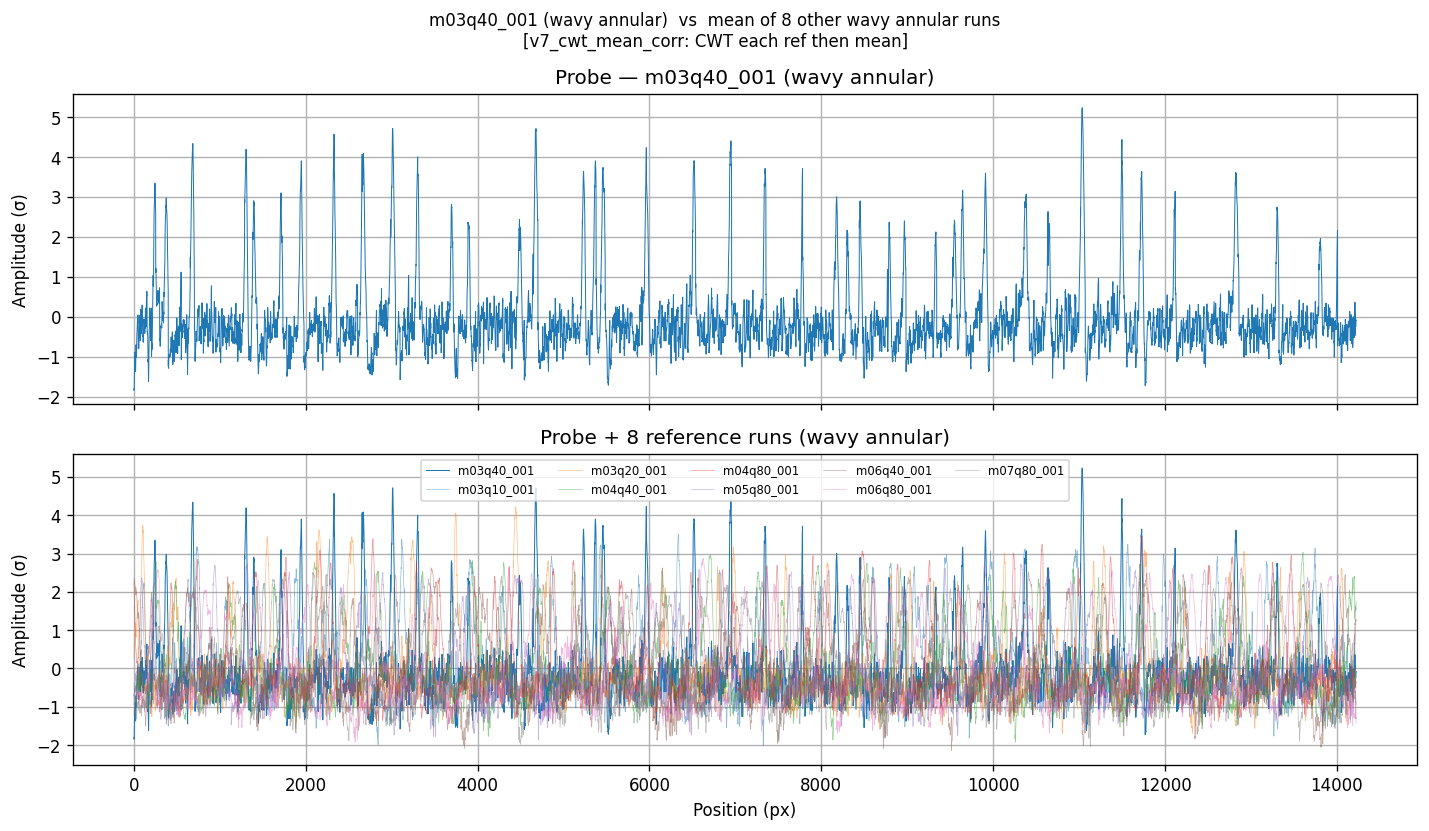 m03q40_001 (wavy annular)  vs  mean of 8 other wavy annular runs
[v7_cwt_mean_corr: CWT each ref then mean]
Probe — m03q40_001 (wavy annular)
Amplitude (σ)
5
4
3
2
1
0
−1
−2
Probe + 8 reference runs (wavy annular)
m03q40_001 m03q20_001 m04q80_001 m06q40_001 m07q80_001
m03q10_001 m04q40_001 m05q80_001 m06q80_001
Amplitude (σ)
5
4
3
2
1
0
−1
−2
0 2000 4000 6000 8000 10000 12000 14000
Position (px)